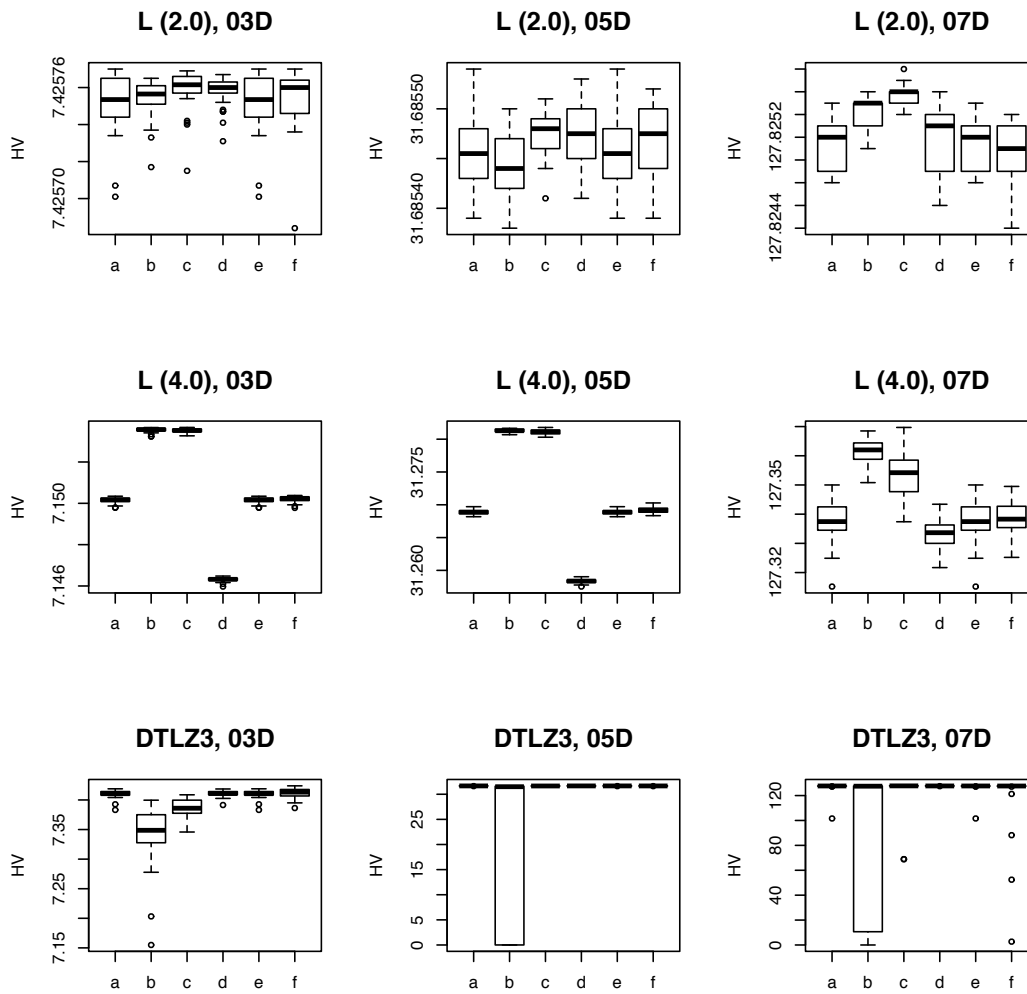 L (2.0), 03D
HV
7.42570
7.42576
a b c d e f
L (2.0), 05D
HV
31.68540
31.68550
a b c d e f
L (2.0), 07D
HV
127.8244
127.8252
a b c d e f
L (4.0), 03D
HV
7.146
7.150
a b c d e f
L (4.0), 05D
HV
31.260
31.275
a b c d e f
L (4.0), 07D
HV
127.32
127.35
a b c d e f
DTLZ3, 03D
HV
7.15
7.25
7.35
a b c d e f
DTLZ3, 05D
HV
0
5
15
25
a b c d e f
DTLZ3, 07D
HV
0
40
80
120
a b c d e f